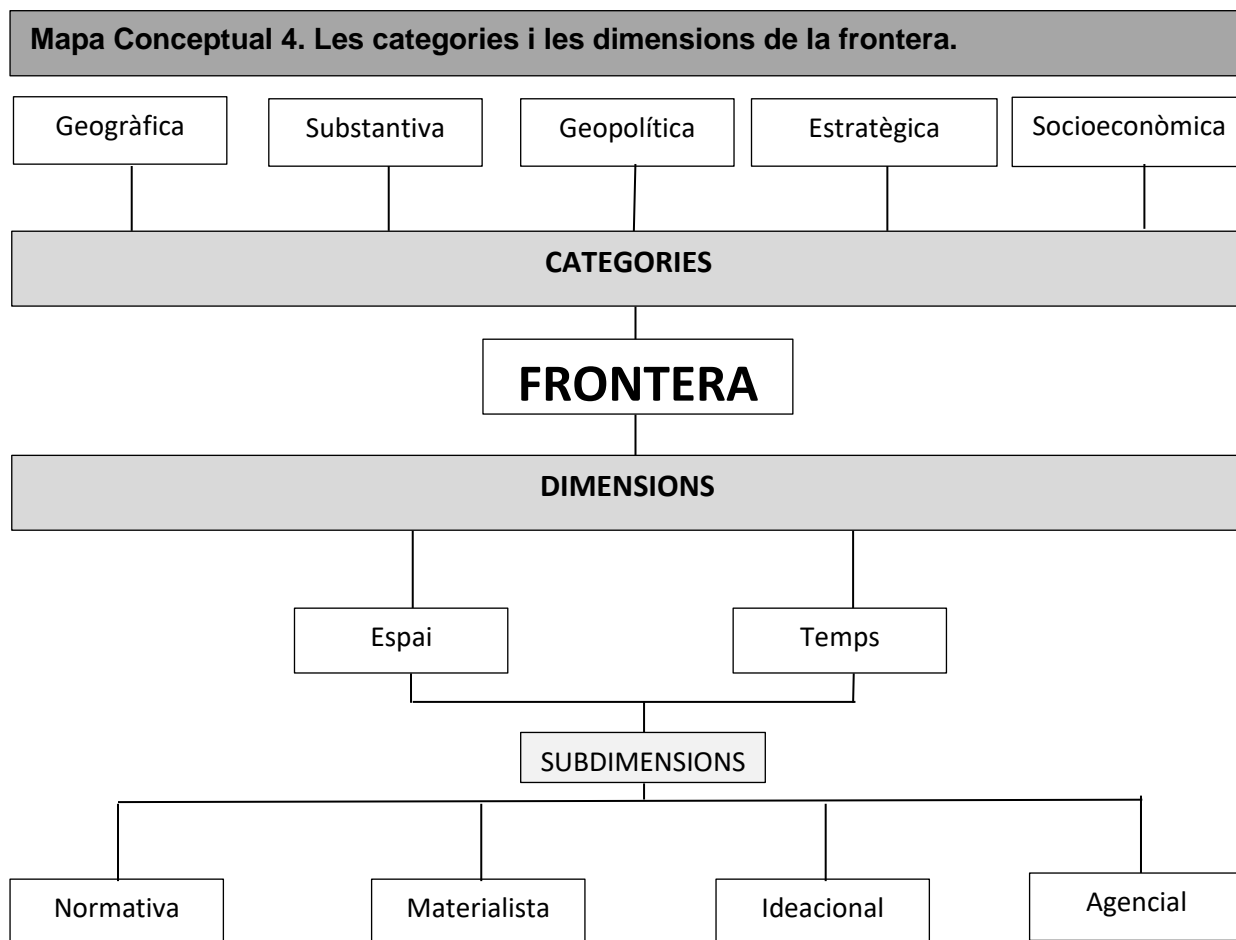 Mapa Conceptual 4. Les categories i les dimensions de la frontera.
Geogràfica
Substantiva
Geopolítica
Estratègica
Socioeconòmica
CATEGORIES
FRONTERA
DIMENSIONS
Espai
Temps
SUBDIMENSIONS
Normativa
Materialista
Ideacional
Agencial